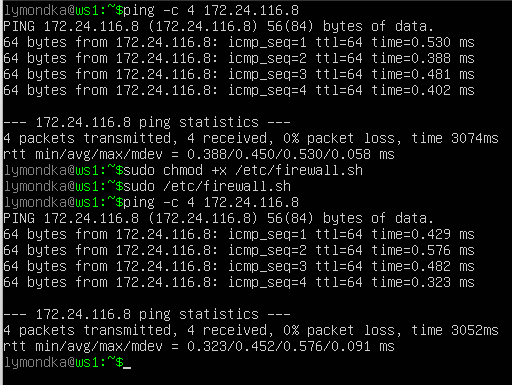 lymondka@ws1:~$ping -c 4 172.24.116.8
PING 172.24.116.8 (172.24.116.8) 56(84) bytes of data.
64 bytes from 172.24.116.8: icmp_seq=1 ttl=64 time=0.530 ms
64 bytes from 172.24.116.8: icmp_seq=2 ttl=64 time=0.388 ms
64 bytes from 172.24.116.8: icmp_seq=3 ttl=64 time=0.481 ms
64 bytes from 172.24.116.8: icmp_seq=4 ttl=64 time=0.402 ms
--- 172.24.116.8 ping statistics ---
4 packets transmitted, 4 received, 0% packet loss, time 3074ms
rtt min/avg/max/mdev = 0.388/0.450/0.530/0.058 ms
lymondka@ws1:~$sudo chmod +x /etc/firewall.sh
lymondka@ws1:~$sudo /etc/firewall.sh
lymondka@ws1:~$ping -c 4 172.24.116.8
PING 172.24.116.8 (172.24.116.8) 56(84) bytes of data.
64 bytes from 172.24.116.8: icmp_seq=1 ttl=64 time=0.429 ms
64 bytes from 172.24.116.8: icmp_seq=2 ttl=64 time=0.576 ms
64 bytes from 172.24.116.8: icmp_seq=3 ttl=64 time=0.482 ms
64 bytes from 172.24.116.8: icmp_seq=4 ttl=64 time=0.323 ms
--- 172.24.116.8 ping statistics ---
4 packets transmitted, 4 received, 0% packet loss, time 3052ms
rtt min/avg/max/mdev = 0.323/0.452/0.576/0.091 ms
lymondka@ws1:~$_